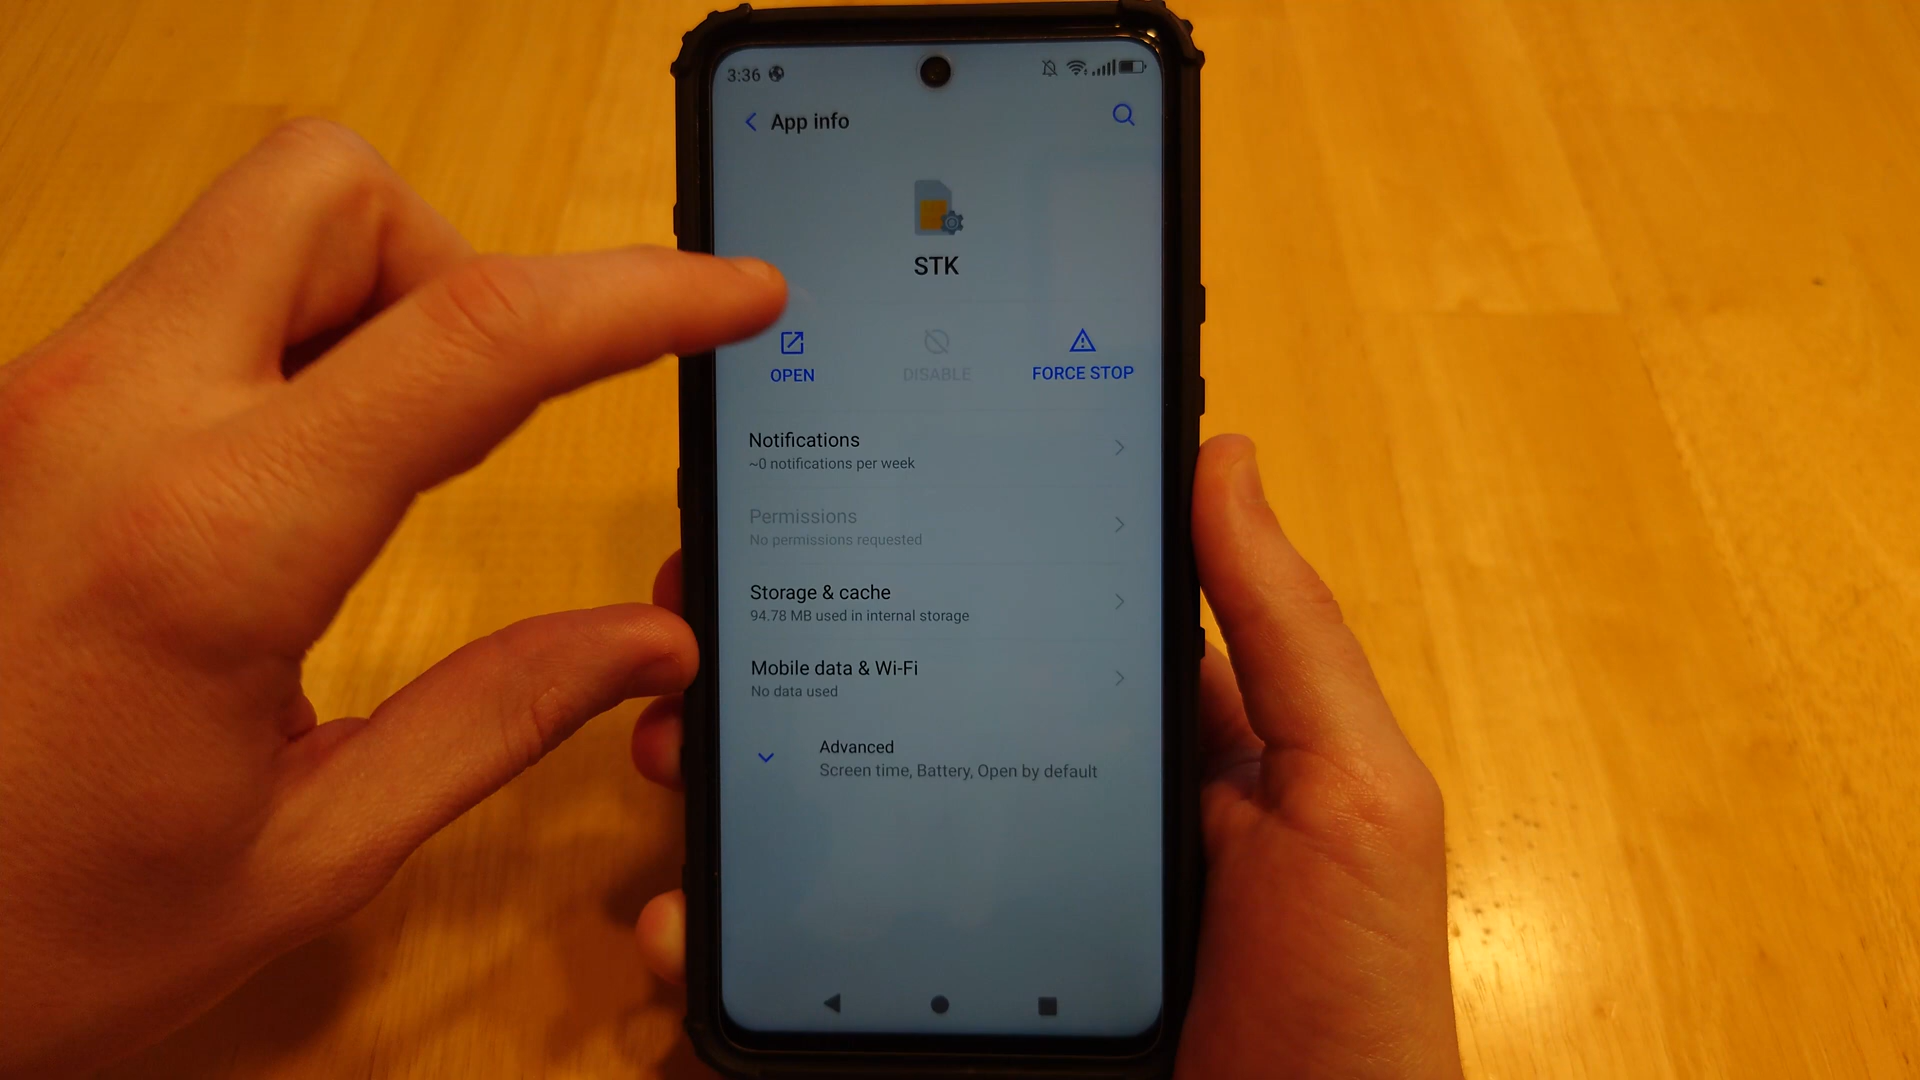 3:36
App info
STK
OPEN
DISABLE
FORCE STOP
Notifications
~0 notifications per week
Permissions
No permissions requested
Storage & cache
94.78 MB used in internal storage
Mobile data & Wi-Fi
No data used
Advanced
Screen time, Battery, Open by default